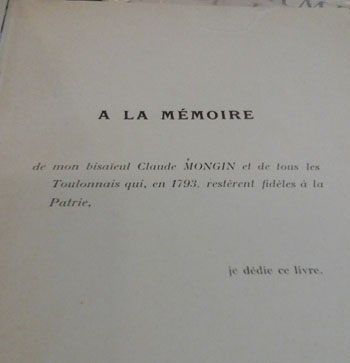 A LA MÉMOIRE
de mon bisaïeul Claude MONGIN et de tous les
Toulonnais qui, en 1793, restèrent fidèles à la
Patrie,
je dédie ce livre.